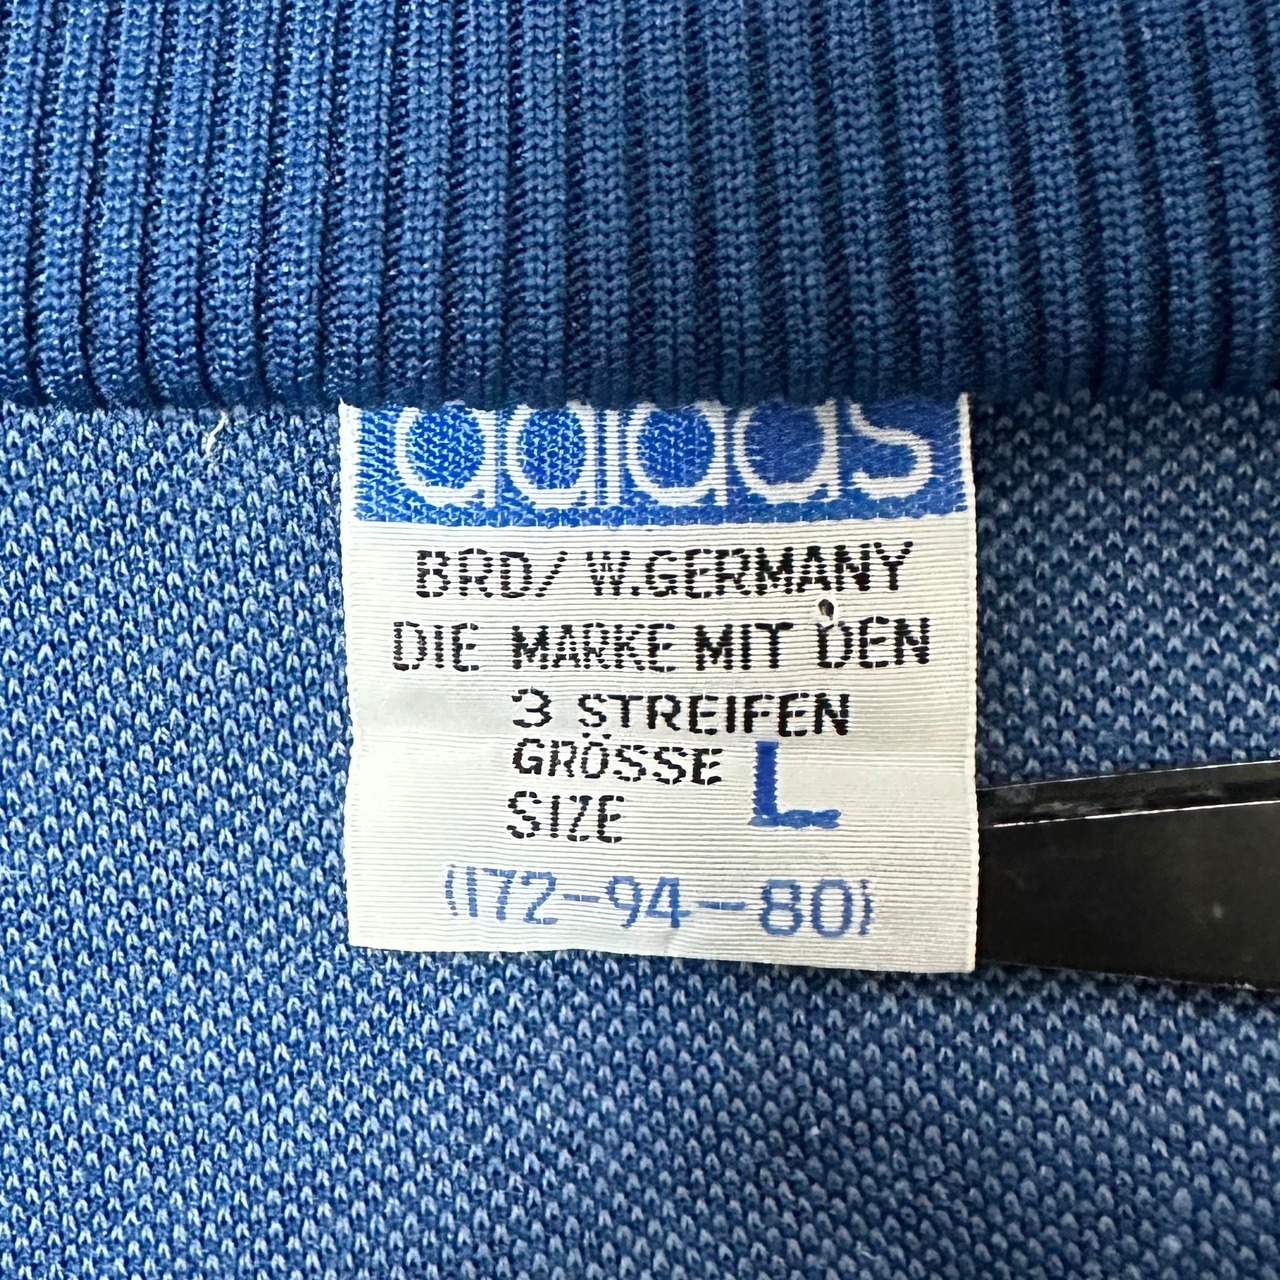 adidas
BRD/ W.GERMANY
DIE MARKE MIT DEN
3 STREIFEN
GRÖSSE L
SIZE
(172-94-80)